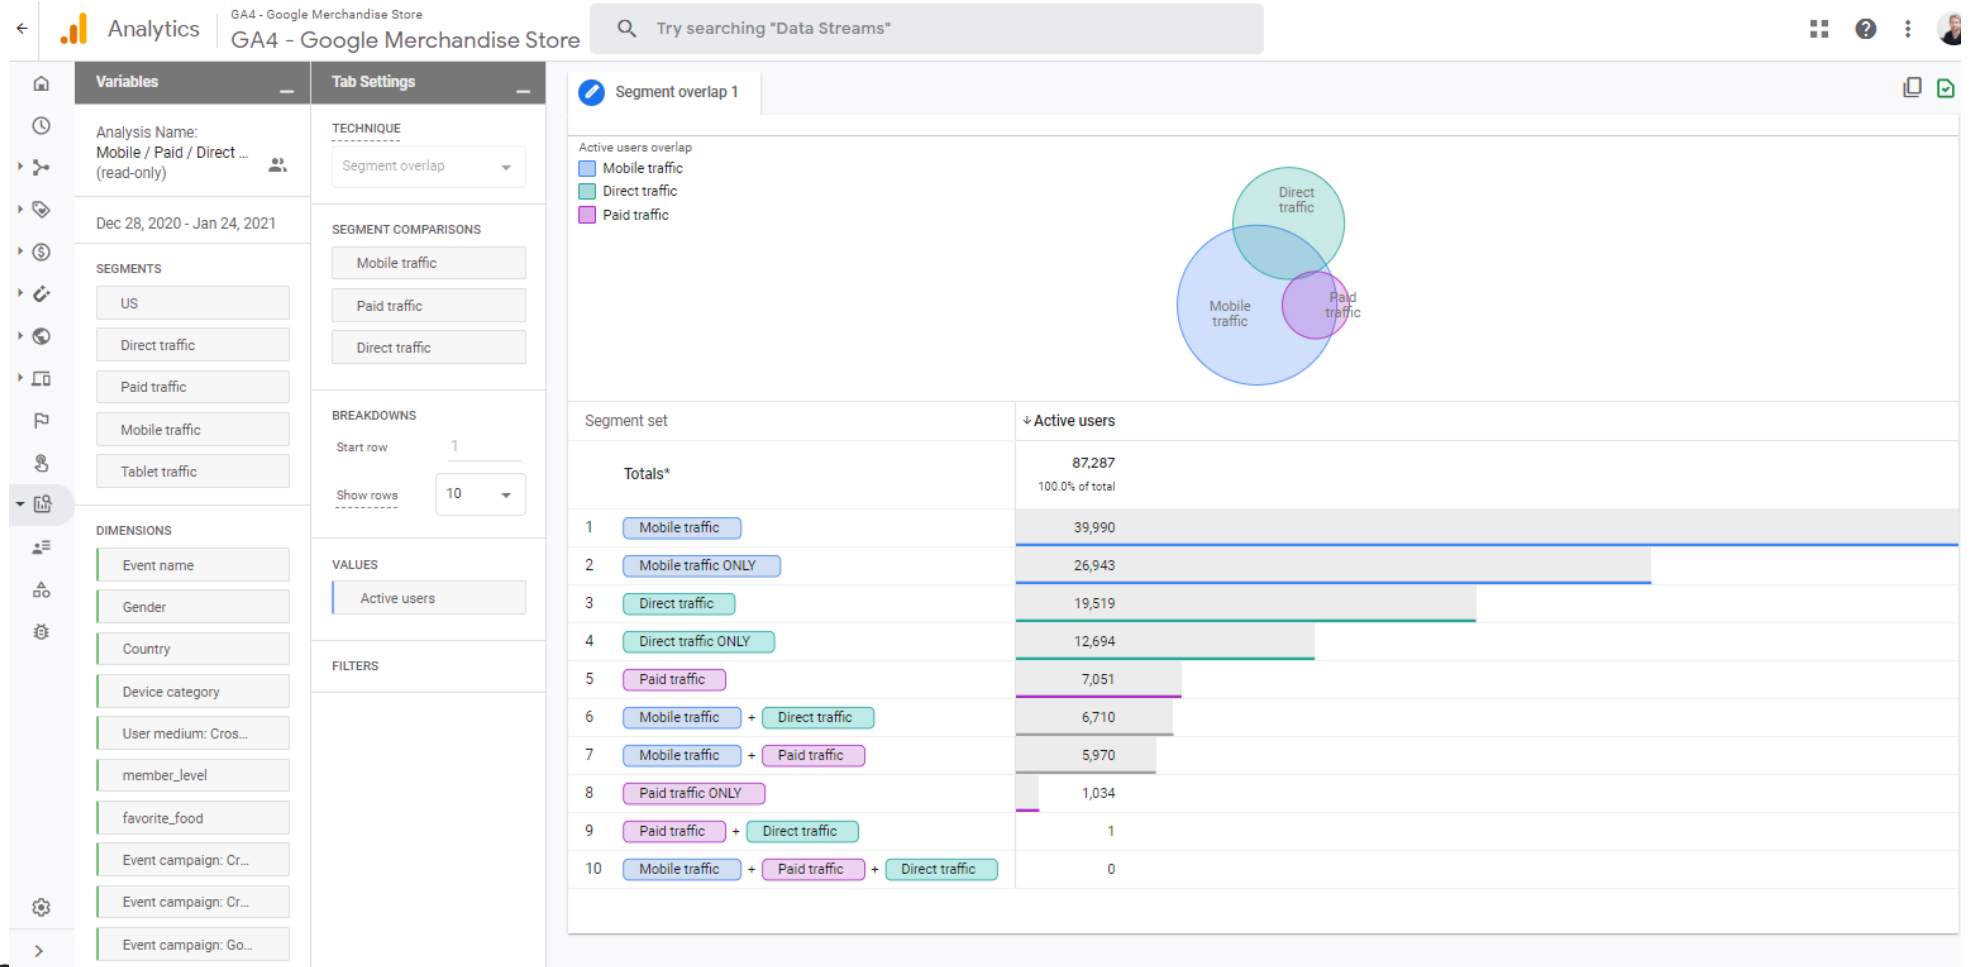 Analytics
GA4 - Google Merchandise Store
GA4 - Google Merchandise Store
Try searching "Data Streams"
Variables
Analysis Name:
Mobile / Paid / Direct ...
(read-only)
Dec 28, 2020 - Jan 24, 2021
SEGMENTS
US
Direct traffic
Paid traffic
Mobile traffic
Tablet traffic
DIMENSIONS
Event name
Gender
Country
Device category
User medium: Cros...
member_level
favorite_food
Event campaign: Cr...
Event campaign: Cr...
Event campaign: Go...
Tab Settings
TECHNIQUE
Segment overlap
SEGMENT COMPARISONS
Mobile traffic
Paid traffic
Direct traffic
BREAKDOWNS
Start row 1
Show rows 10
VALUES
Active users
FILTERS
Segment overlap 1
Active users overlap
Mobile traffic
Direct traffic
Paid traffic
Direct
traffic
Mobile
traffic
Paid
traffic
Segment set Active users
Totals* 87,287
100.0% of total
1 Mobile traffic 39,990
2 Mobile traffic ONLY 26,943
3 Direct traffic 19,519
4 Direct traffic ONLY 12,694
5 Paid traffic 7,051
6 Mobile traffic + Direct traffic 6,710
7 Mobile traffic + Paid traffic 5,970
8 Paid traffic ONLY 1,034
9 Paid traffic + Direct traffic 1
10 Mobile traffic + Paid traffic + Direct traffic 0